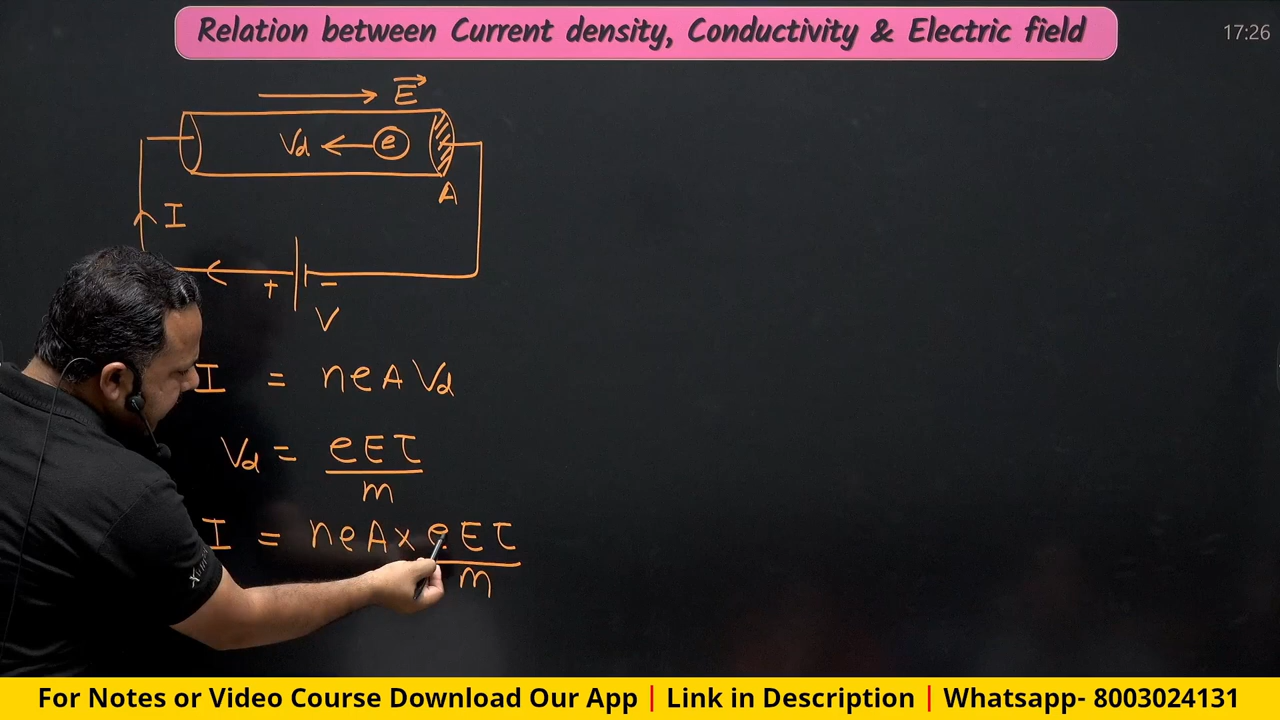 Relation between Current density, Conductivity & Electric field
17:26
E⃗
Vd ← e
A
I
+ −
V
I = neAVd
Vd = eEτ/m
I = neA × eEτ/m
For Notes or Video Course Download Our App | Link in Description | Whatsapp- 8003024131